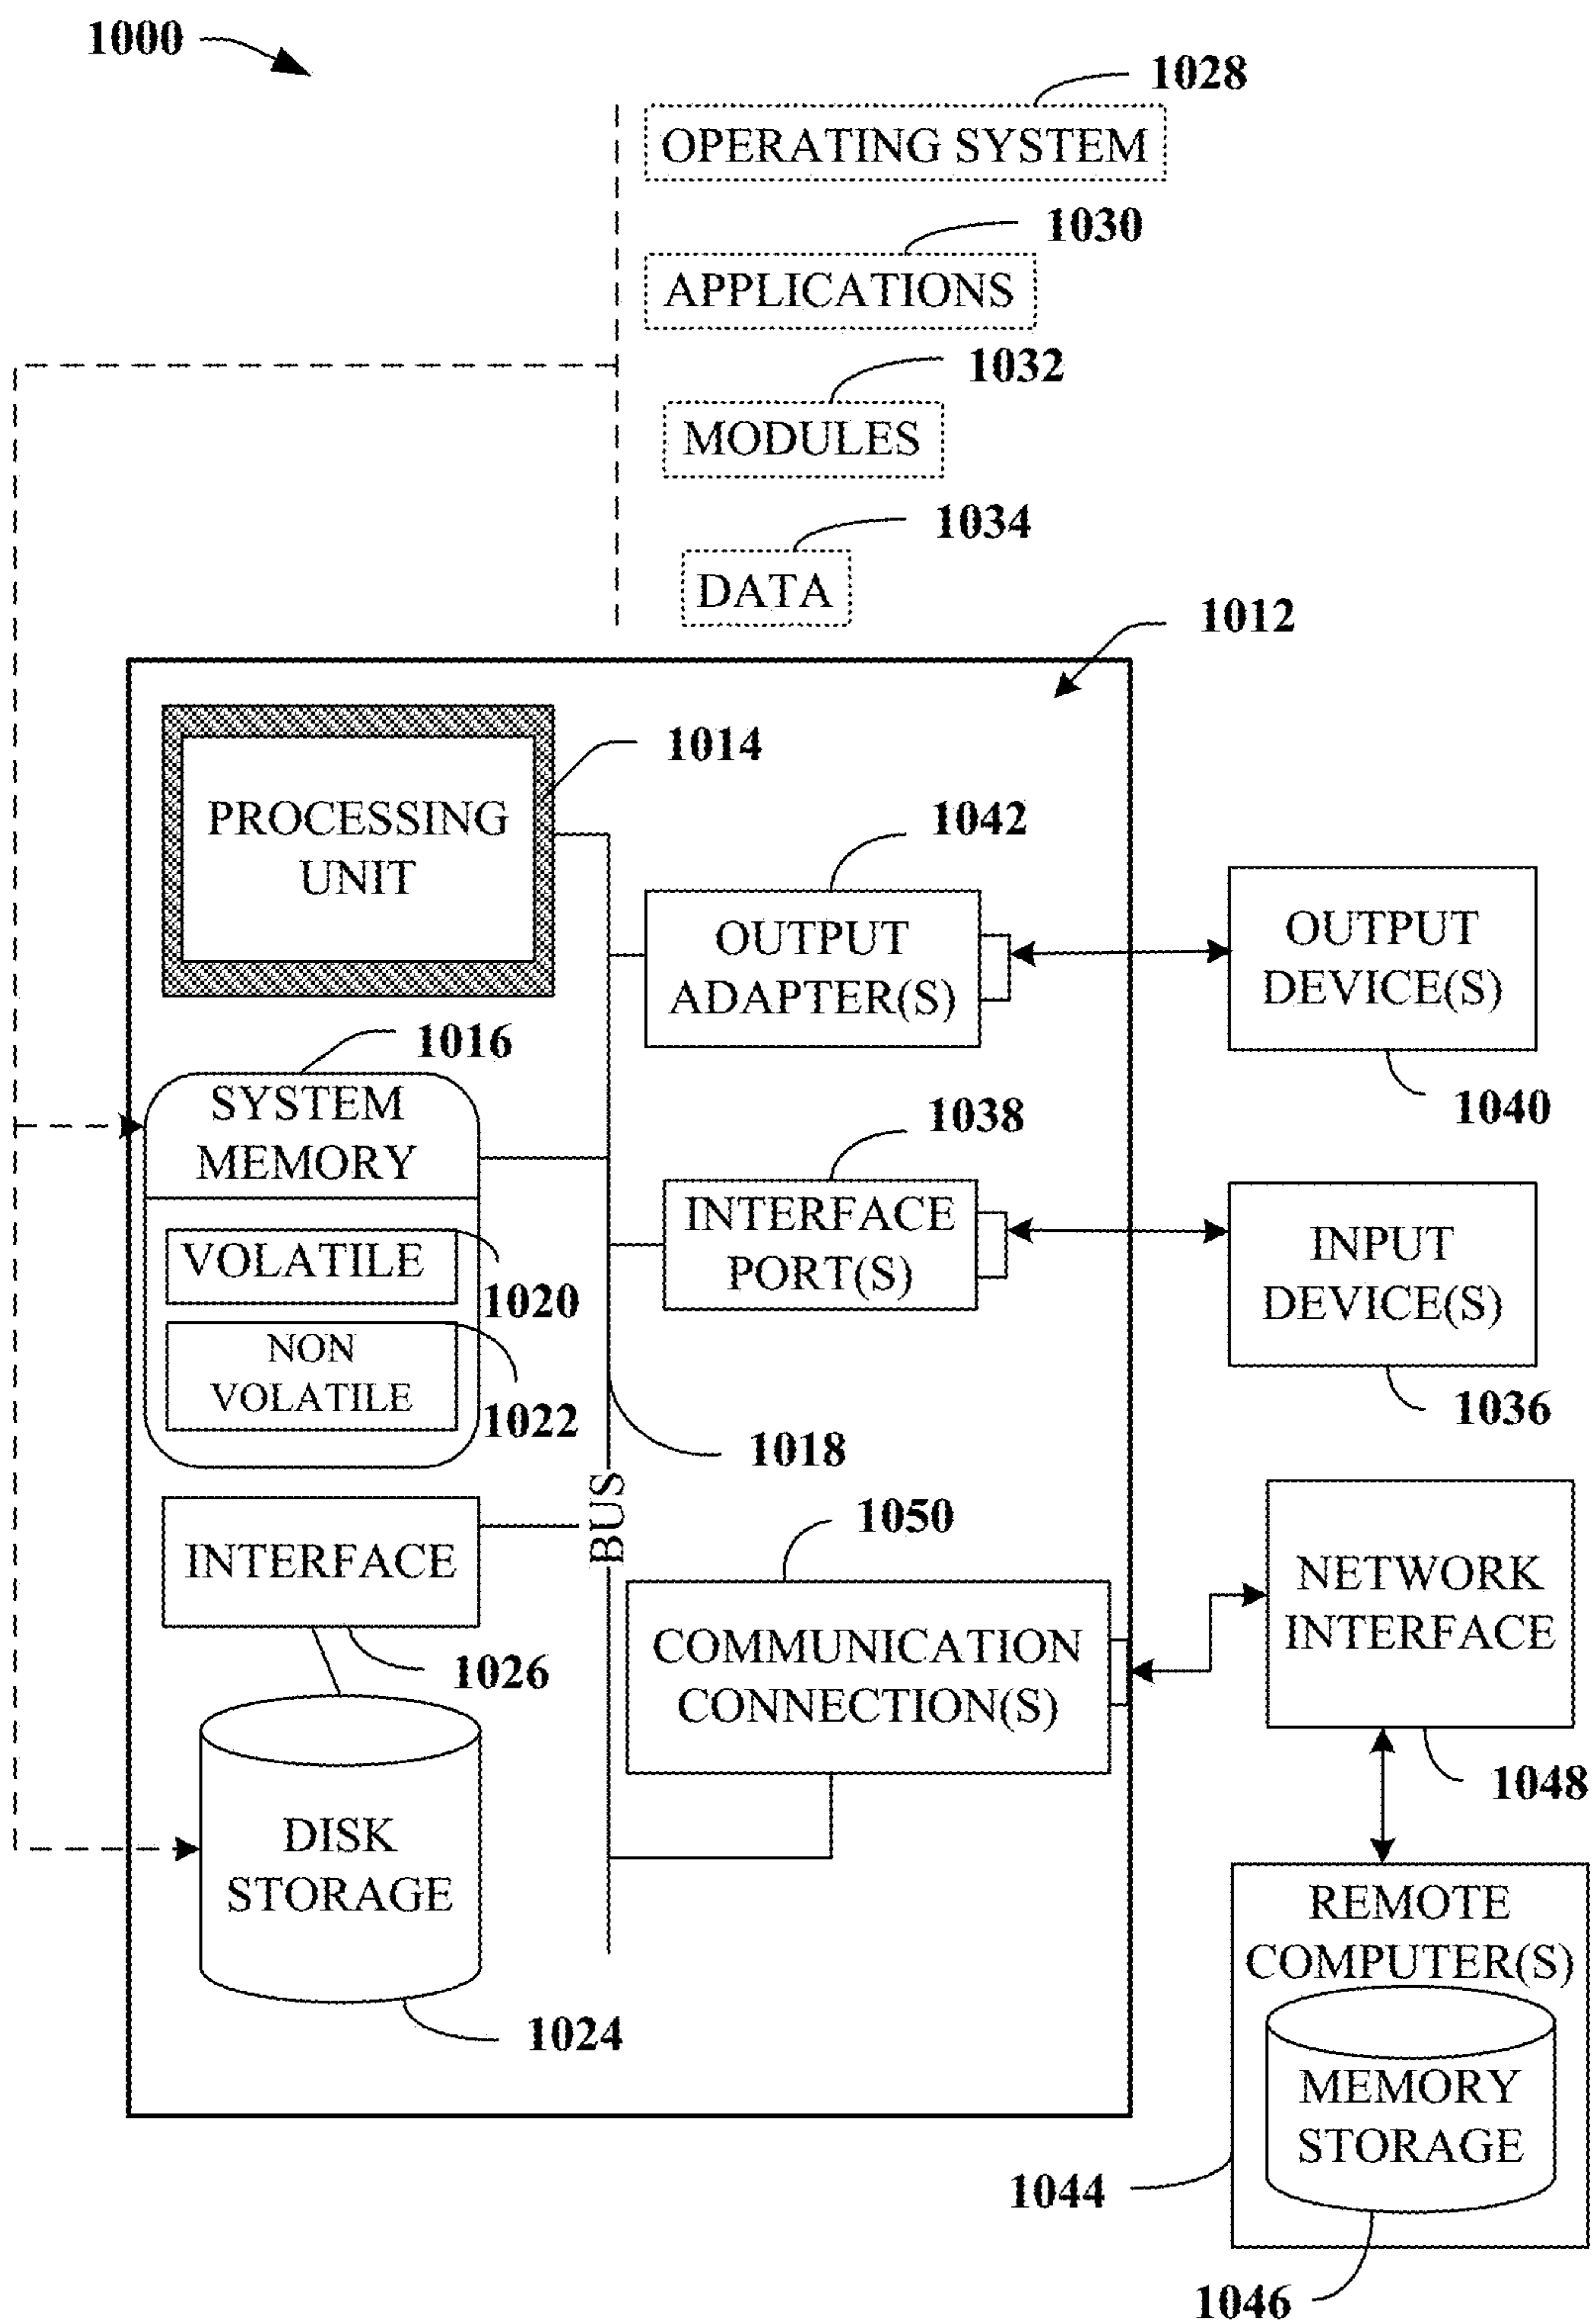 1000
1028
OPERATING SYSTEM
1030
APPLICATIONS
1032
MODULES
1034
DATA
1012
1014
PROCESSING
UNIT
1042
OUTPUT
ADAPTER(S)
OUTPUT
DEVICE(S)
1040
1016
SYSTEM
MEMORY
VOLATILE
1020
NON
VOLATILE
1022
1038
INTERFACE
PORT(S)
INPUT
DEVICE(S)
1036
1018
BUS
INTERFACE
1026
1050
COMMUNICATION
CONNECTION(S)
NETWORK
INTERFACE
1048
DISK
STORAGE
1024
REMOTE
COMPUTER(S)
MEMORY
STORAGE
1044
1046